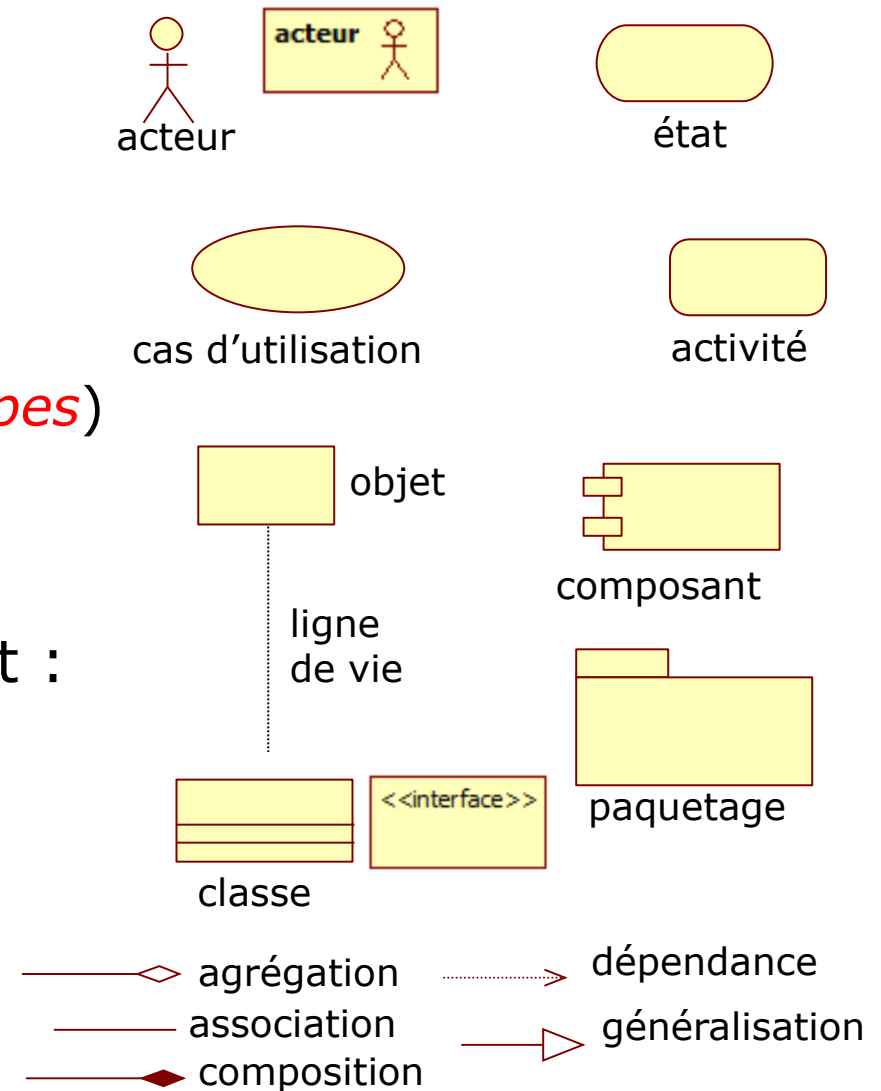 acteur
acteur
état
cas d’utilisation
activité
pes)
objet
composant
ligne
de vie
t :
<<interface>>
paquetage
classe
agrégation
dépendance
association
généralisation
composition